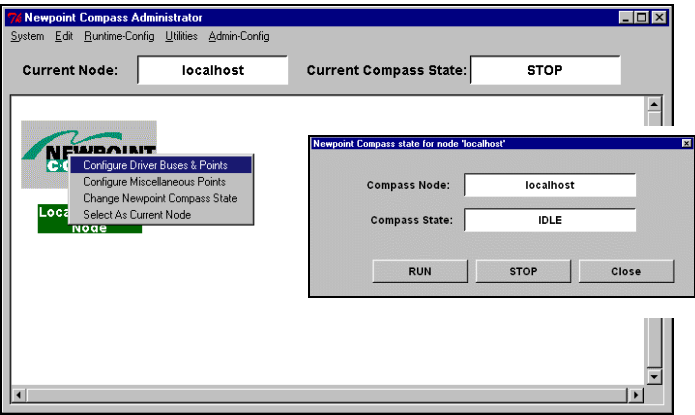 Newpoint Compass Administrator
System Edit Runtime-Config Utilities Admin-Config
Current Node: localhost Current Compass State: STOP
NEWPOINT
Configure Driver Buses & Points
Configure Miscellaneous Points
Change Newpoint Compass State
Select As Current Node
Node
Newpoint Compass state for node 'localhost'
Compass Node: localhost
Compass State: IDLE
RUN STOP Close